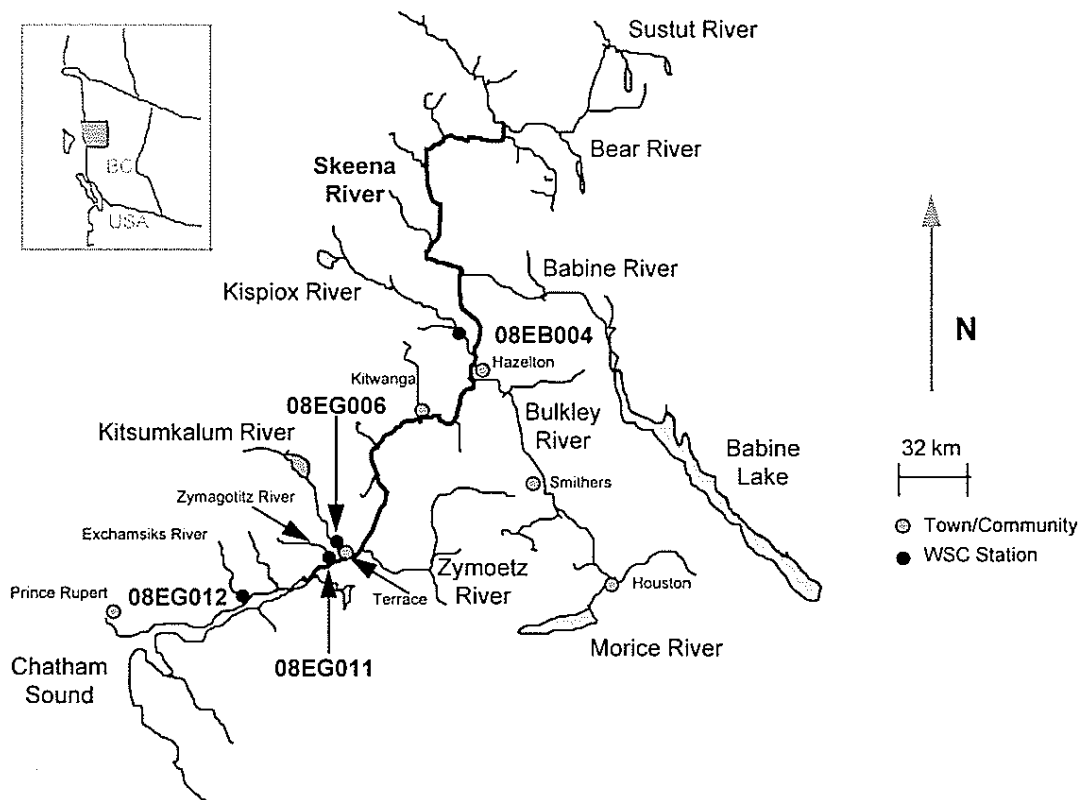 Sustut River
Bear River
BC
USA
Skeena
River
Babine River
Kispiox River
N
08EB004
Hazelton
Kitwanga
08EG006
Bulkley
River
Kitsumkalum River
Babine
Lake
32 km
Smithers
Zymagotitz River
Town/Community
Exchamsiks River
WSC Station
Zymoetz
River
Prince Rupert
08EG012
Terrace
Houston
Morice River
Chatham
Sound
08EG011